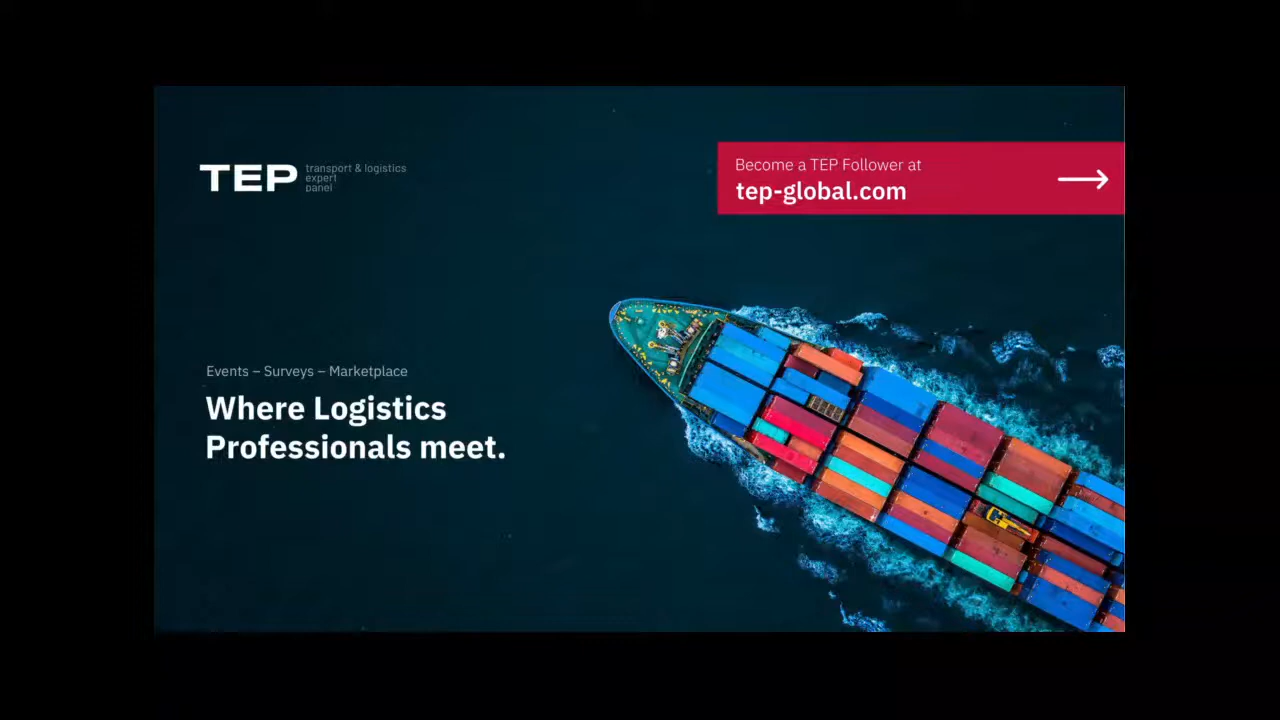 TEP
transport & logistics
expert
panel
Become a TEP Follower at
tep-global.com
Events – Surveys – Marketplace
Where Logistics
Professionals meet.